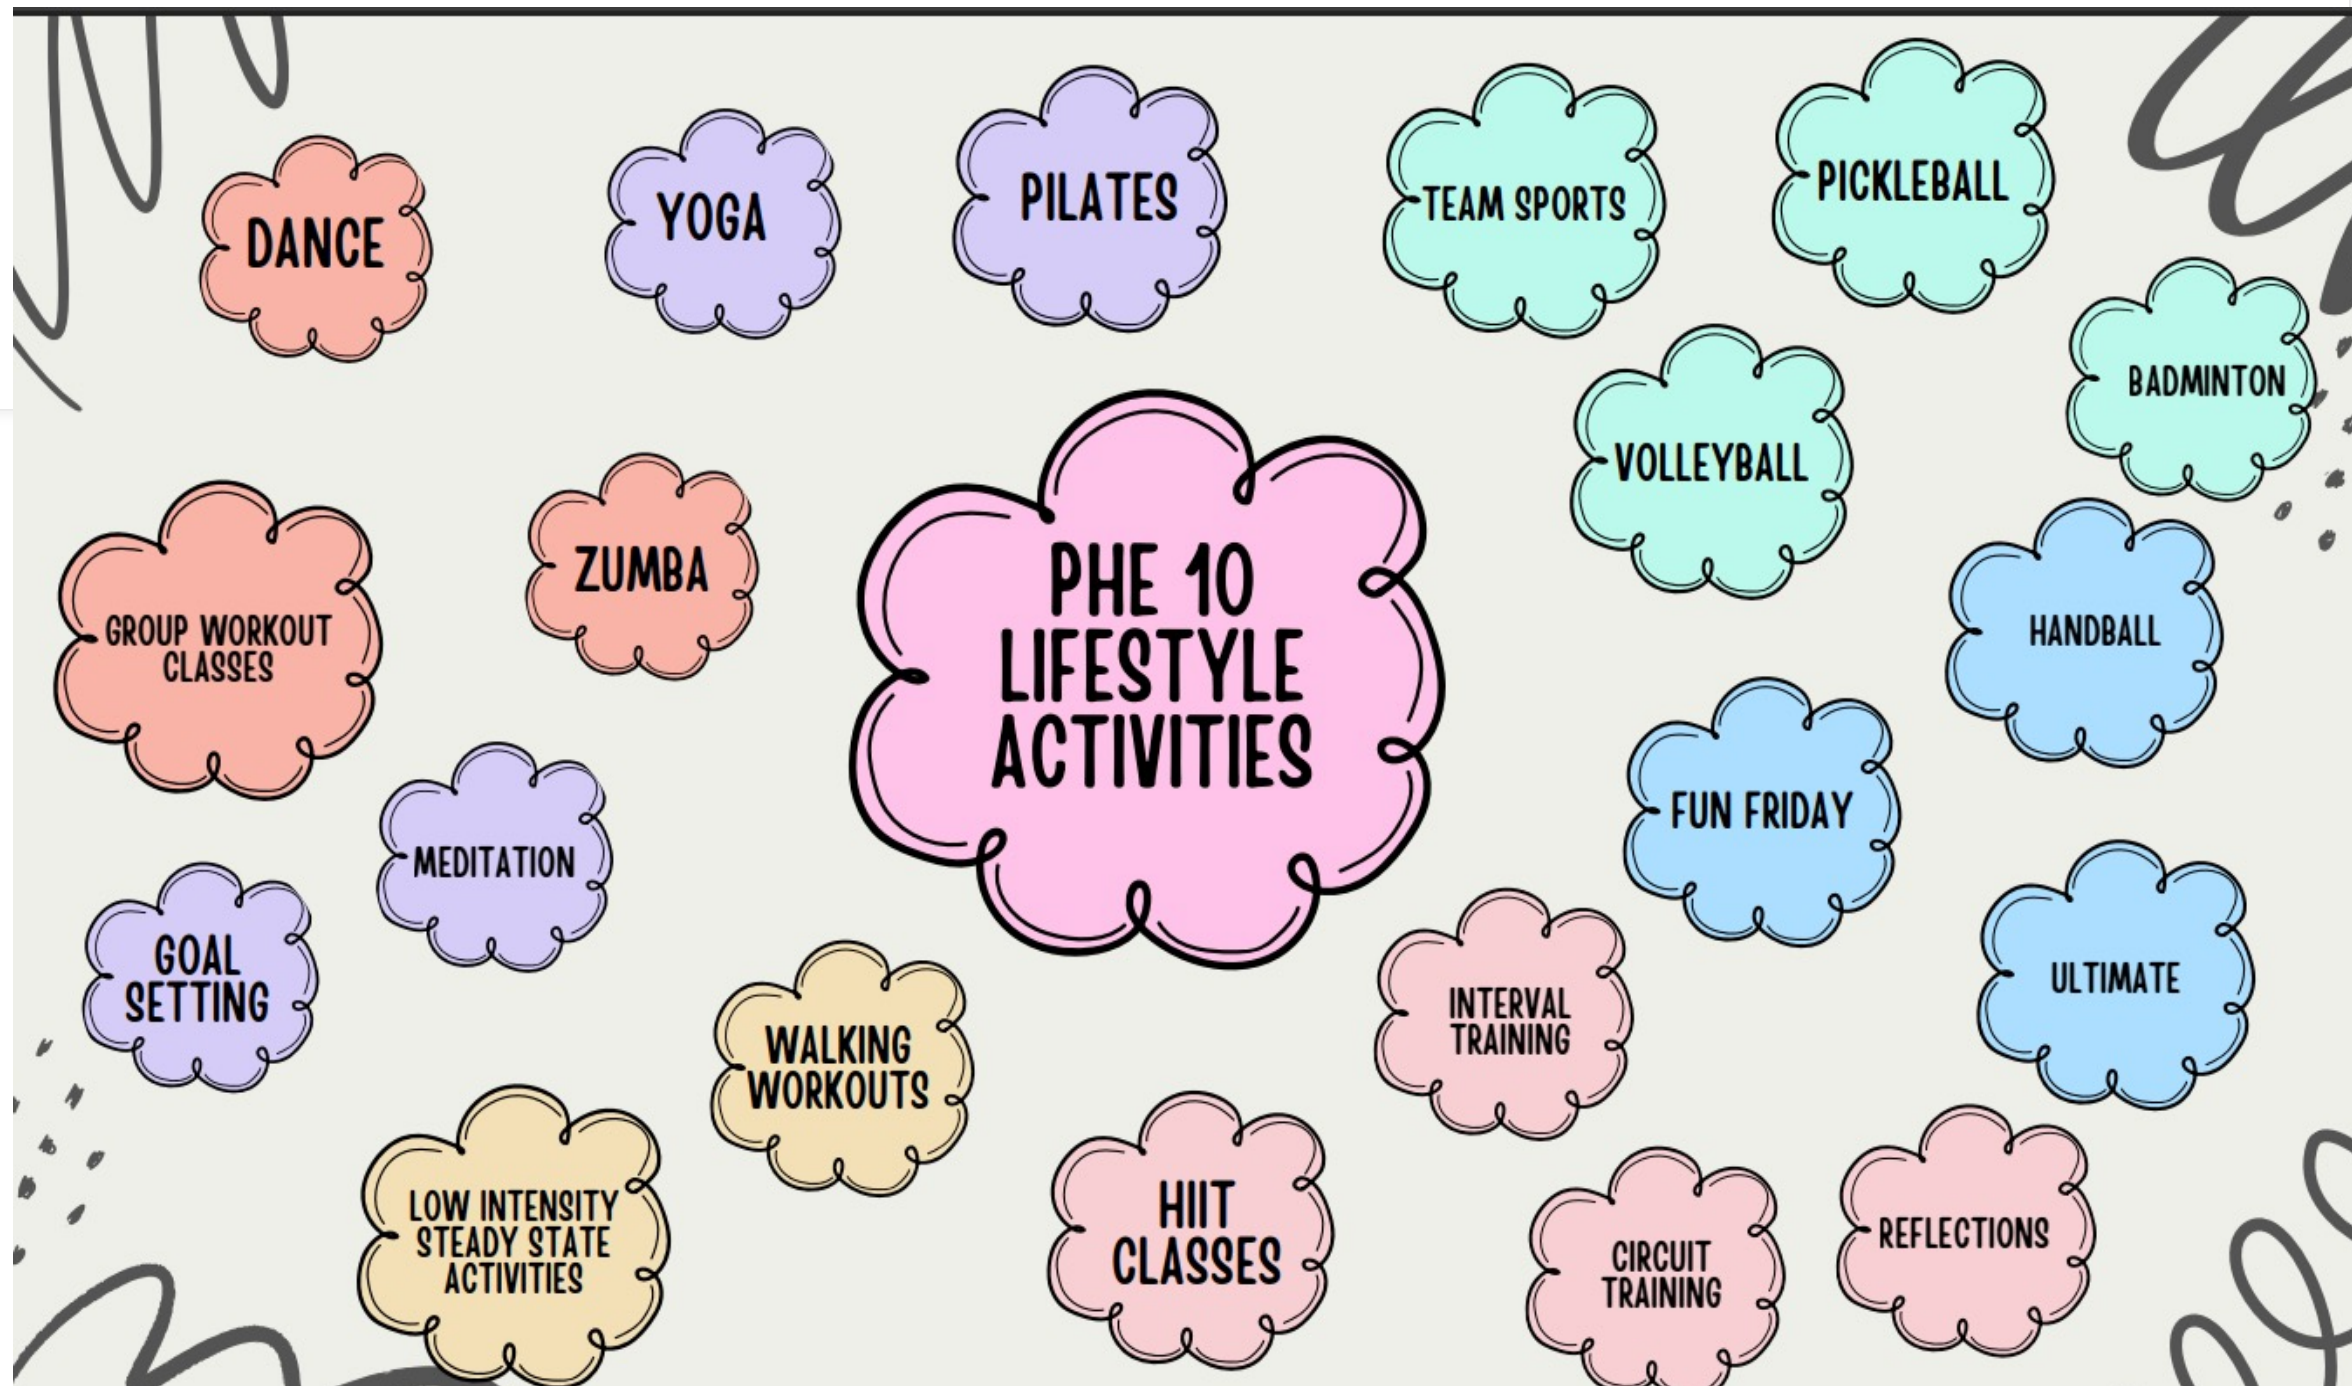 DANCE
YOGA
PILATES
TEAM SPORTS
PICKLEBALL
BADMINTON
VOLLEYBALL
GROUP WORKOUT
CLASSES
ZUMBA
PHE 10
LIFESTYLE
ACTIVITIES
HANDBALL
FUN FRIDAY
MEDITATION
GOAL
SETTING
WALKING
WORKOUTS
INTERVAL
TRAINING
ULTIMATE
LOW INTENSITY
STEADY STATE
ACTIVITIES
HIIT
CLASSES
CIRCUIT
TRAINING
REFLECTIONS